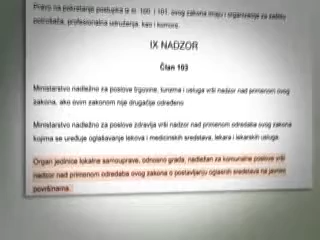 Pravo na pokretanje postupka iz čl. 100. i 101. ovog zakona imaju i organizacije za zaštitu
potrošača, profesionalna udruženja, kao i komore.
IX NADZOR
Član 103
Ministarstvo nadležno za poslove trgovine, turizma i usluga vrši nadzor nad primenom ovog
zakona, ako ovim zakonom nije drugačije određeno
Ministarstvo nadležno za poslove zdravlja vrši nadzor nad primenom odredaba ovog zakona
kojima se uređuje oglašavanje lekova i medicinskih sredstava, lekara i lekarskih usluga.
Organ jedinice lokalne samouprave, odnosno grada, nadležan za komunalne poslove vrši
nadzor nad primenom odredaba ovog zakona o postavljanju oglasnih sredstava na javnim
površinama.